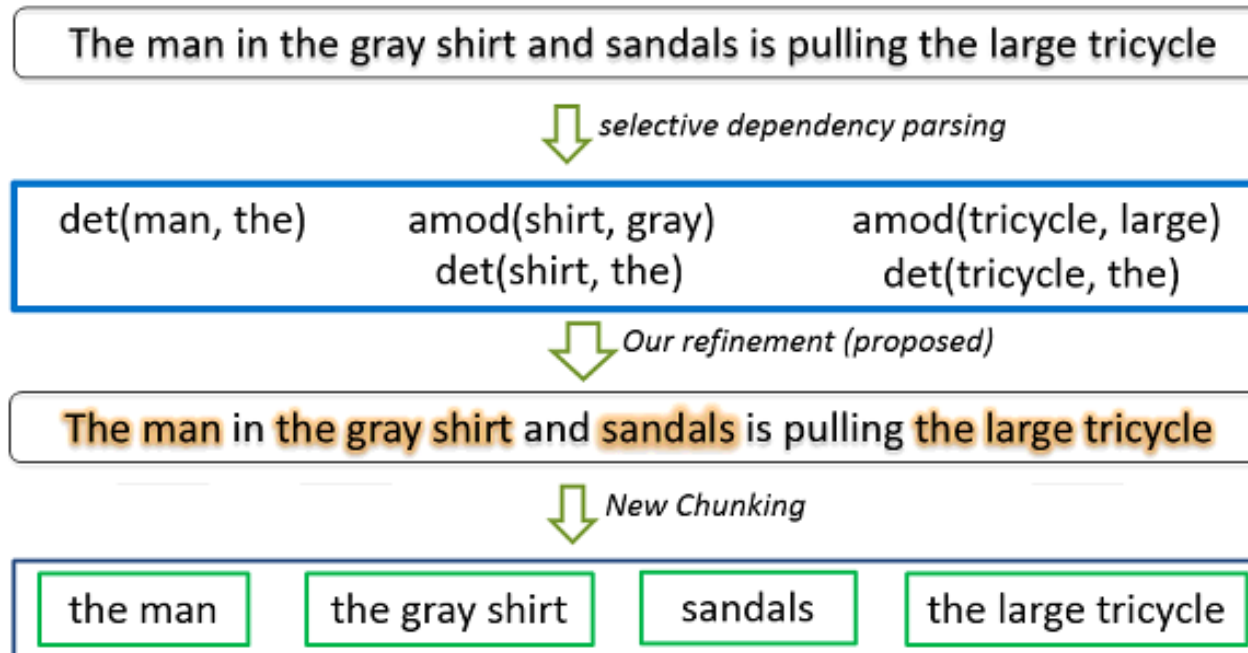 The man in the gray shirt and sandals is pulling the large tricycle
selective dependency parsing
det(man, the) amod(shirt, gray) amod(tricycle, large)
det(shirt, the) det(tricycle, the)
Our refinement (proposed)
The man in the gray shirt and sandals is pulling the large tricycle
New Chunking
the man the gray shirt sandals the large tricycle